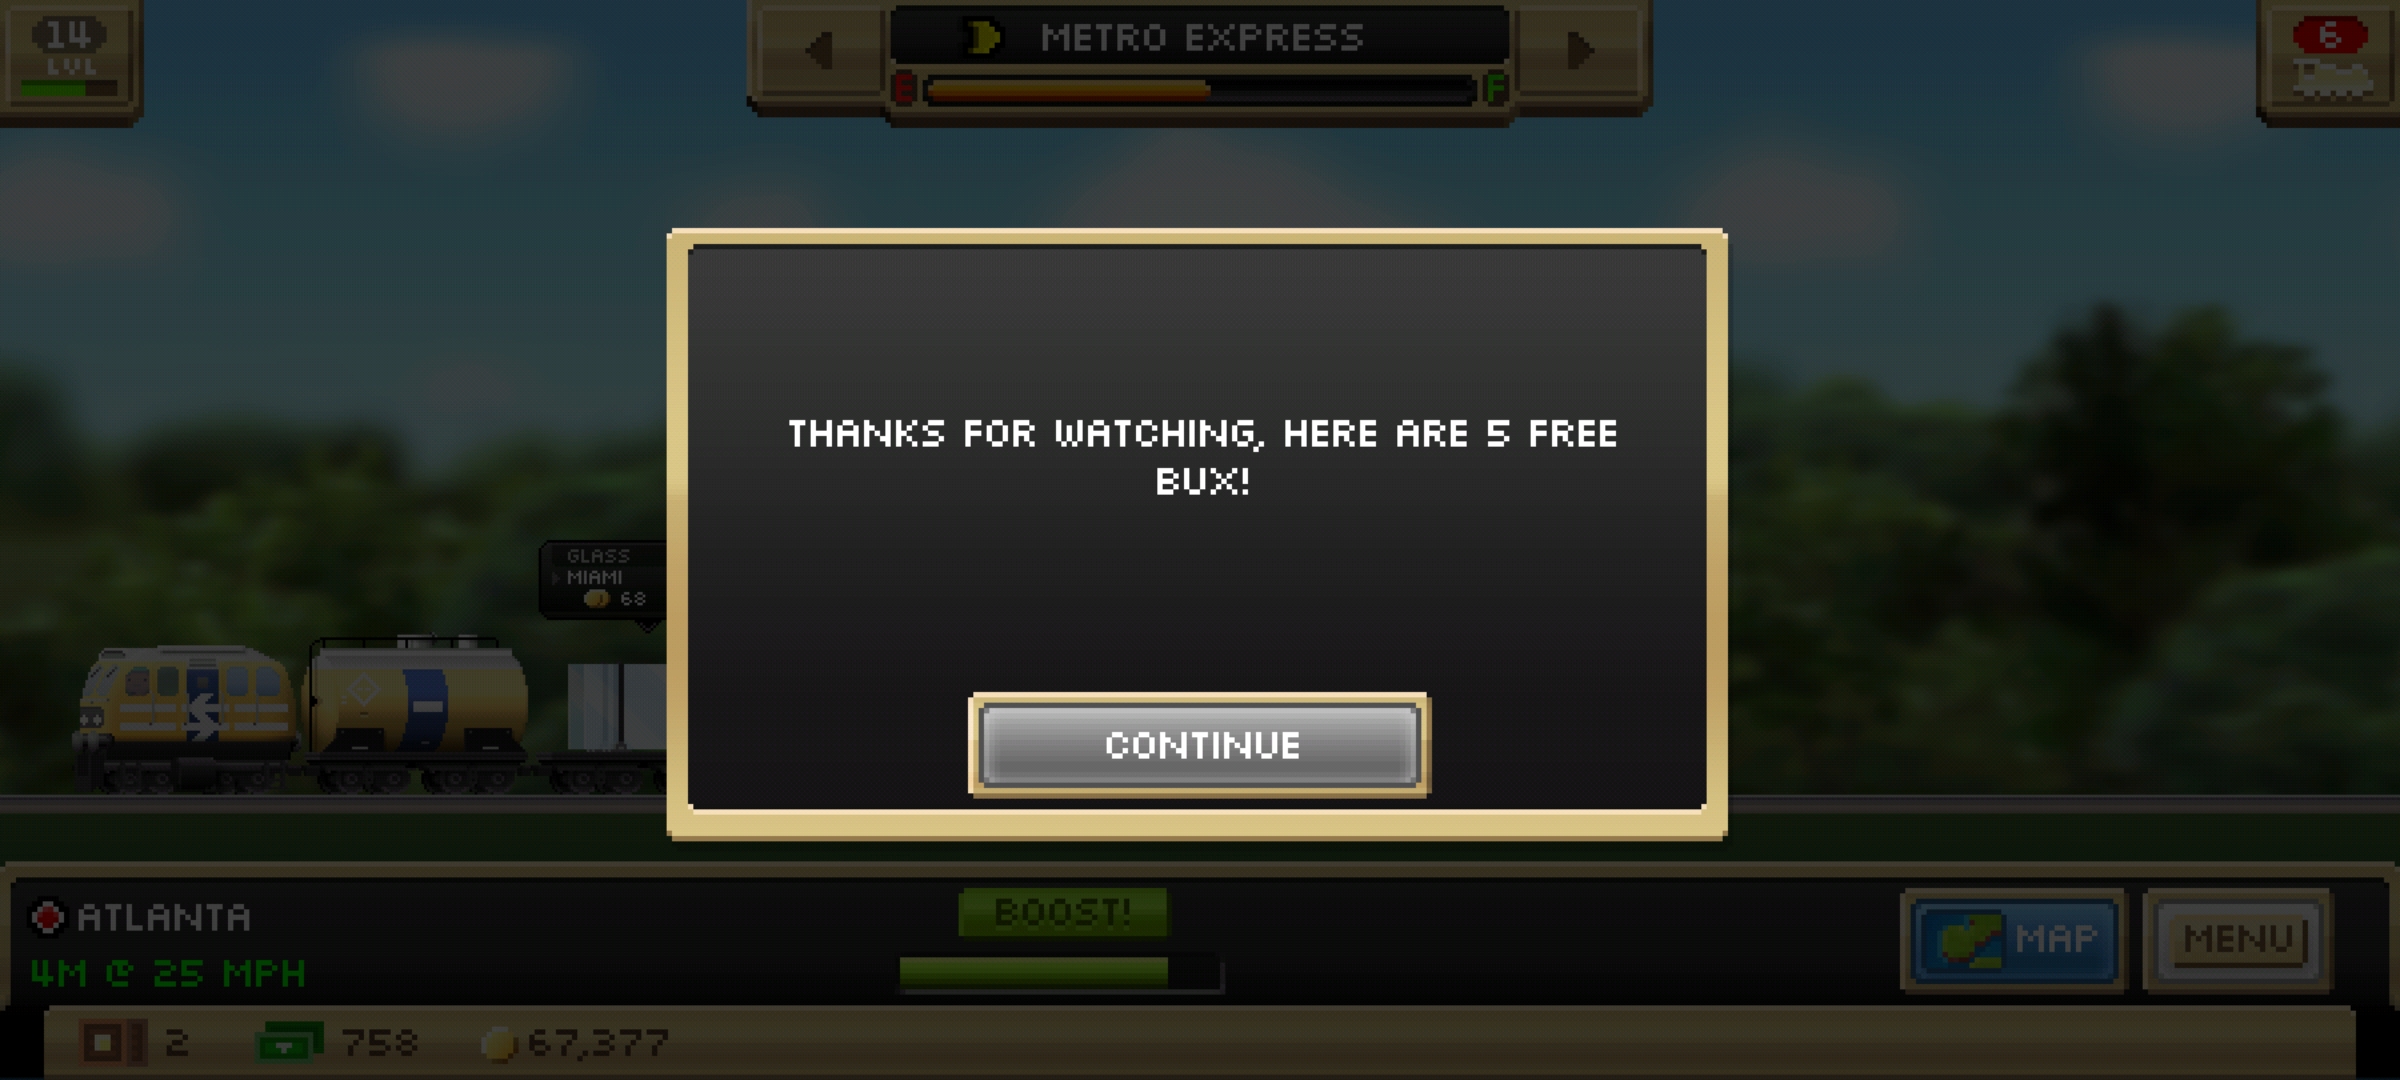 14
LVL
METRO EXPRESS
6
E
F
THANKS FOR WATCHING, HERE ARE 5 FREE
BUX!
GLASS
MIAMI
68
CONTINUE
ATLANTA
BOOST!
MAP
MENU
4M @ 25 MPH
2
758
67,377